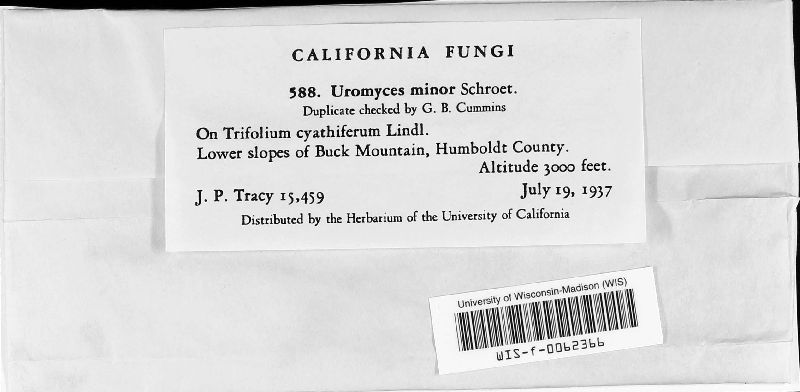 CALIFORNIA FUNGI
588. Uromyces minor Schroet.
Duplicate checked by G. B. Cummins
On Trifolium cyathiferum Lindl.
Lower slopes of Buck Mountain, Humboldt County.
Altitude 3000 feet.
J. P. Tracy 15,459
July 19, 1937
Distributed by the Herbarium of the University of California
University of Wisconsin-Madison (WIS)
WIS-f-0062366